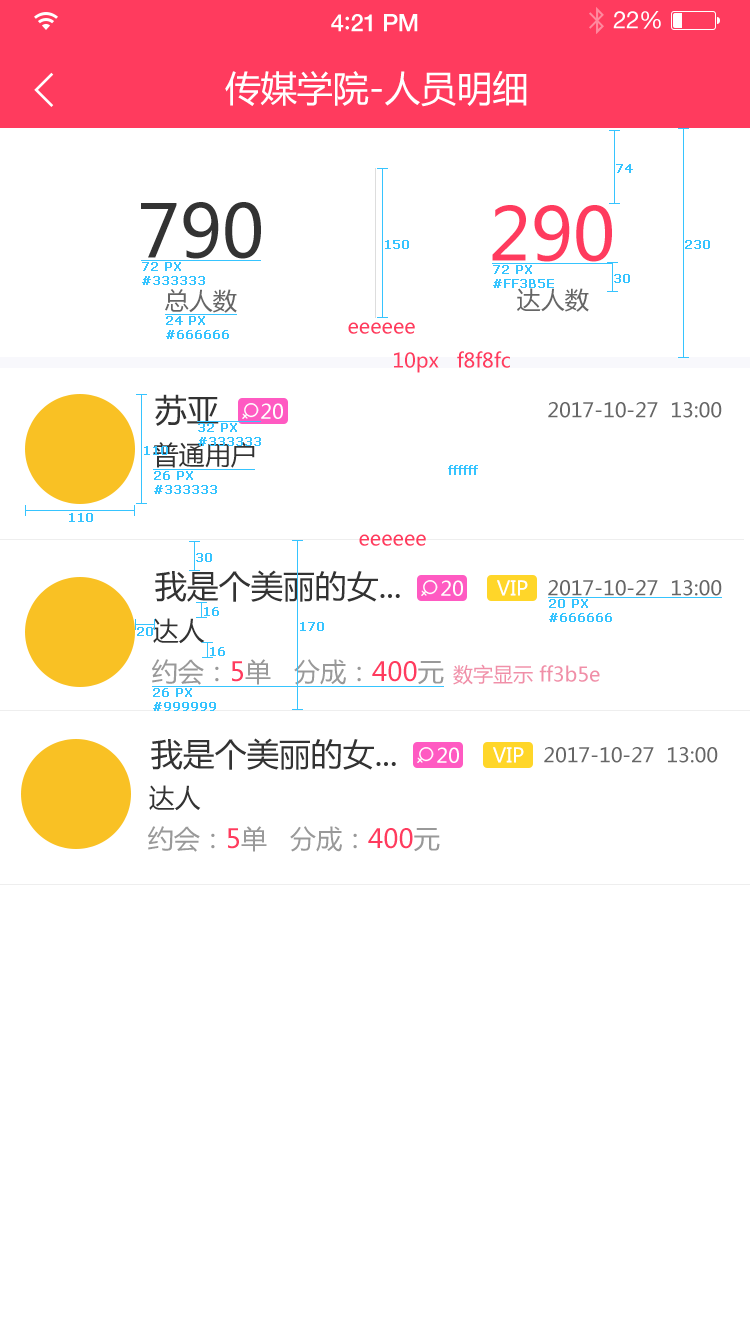 4:21 PM 22%
传媒学院-人员明细
74
790 290
150 230
72 PX 72 PX
#333333 #FF3B5E 30
总人数 达人数
24 PX
#666666
eeeeee
10px f8f8fc
苏亚 20 2017-10-27 13:00
32 PX
#333333
110 普通用户
26 PX ffffff
#333333
110
eeeeee
30
我是个美丽的女... 20 VIP 2017-10-27 13:00
20 PX
16 #666666
20 达人 170
16
约会：5单 分成：400元 数字显示 ff3b5e
26 PX
#999999
我是个美丽的女... 20 VIP 2017-10-27 13:00
达人
约会：5单 分成：400元